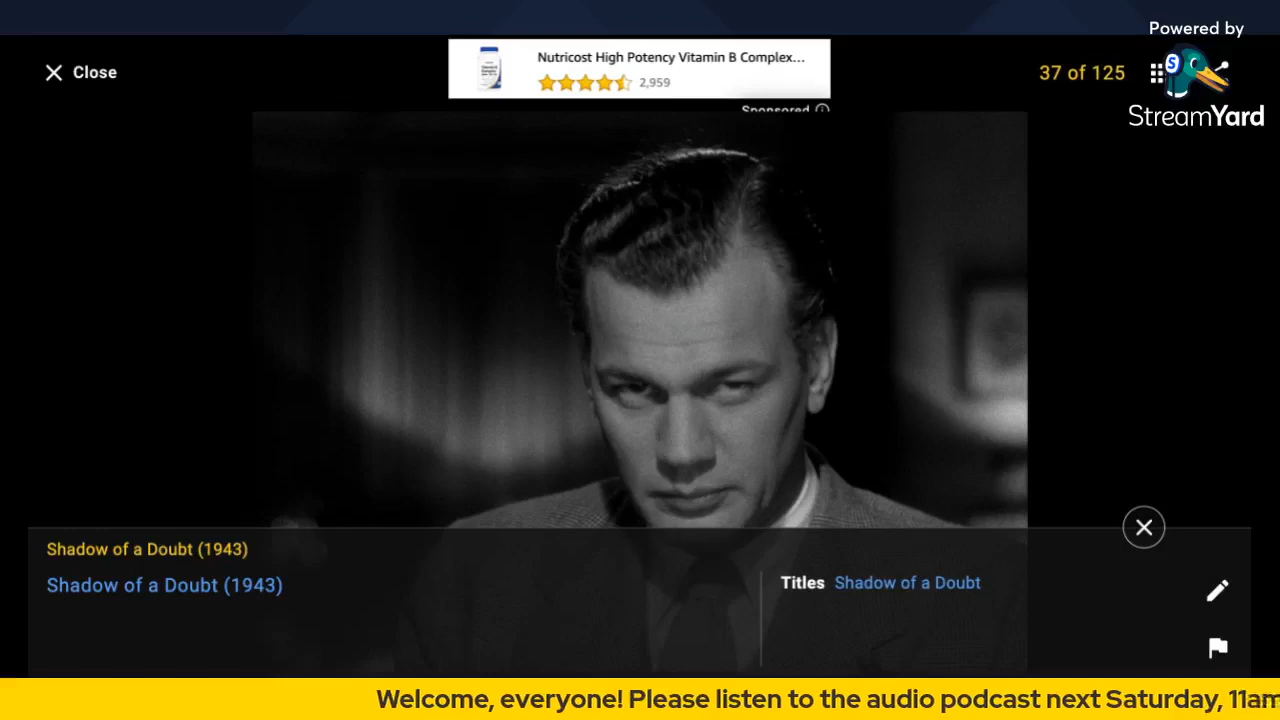 Powered by
StreamYard
Close
Nutricost High Potency Vitamin B Complex...
2,959
Sponsored
37 of 125
S
Shadow of a Doubt (1943)
Shadow of a Doubt (1943)
Titles Shadow of a Doubt
Welcome, everyone! Please listen to the audio podcast next Saturday, 11am